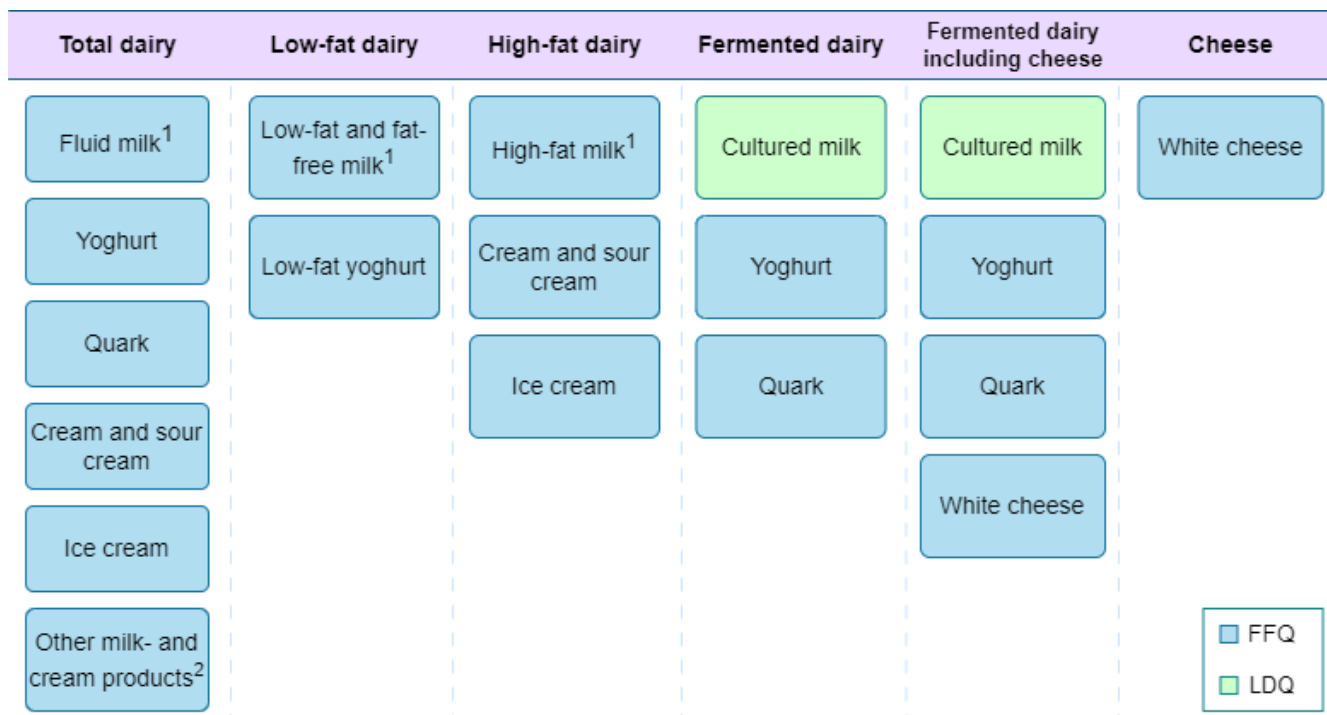 Total dairy
Low-fat dairy
High-fat dairy
Fermented dairy
Fermented dairy
including cheese
Cheese
Fluid milk1
Yoghurt
Quark
Cream and sour
cream
Ice cream
Other milk- and
cream products2
Low-fat and fat-
free milk1
Low-fat yoghurt
High-fat milk1
Cream and sour
cream
Ice cream
Cultured milk
Yoghurt
Quark
Cultured milk
Yoghurt
Quark
White cheese
White cheese
FFQ
LDQ